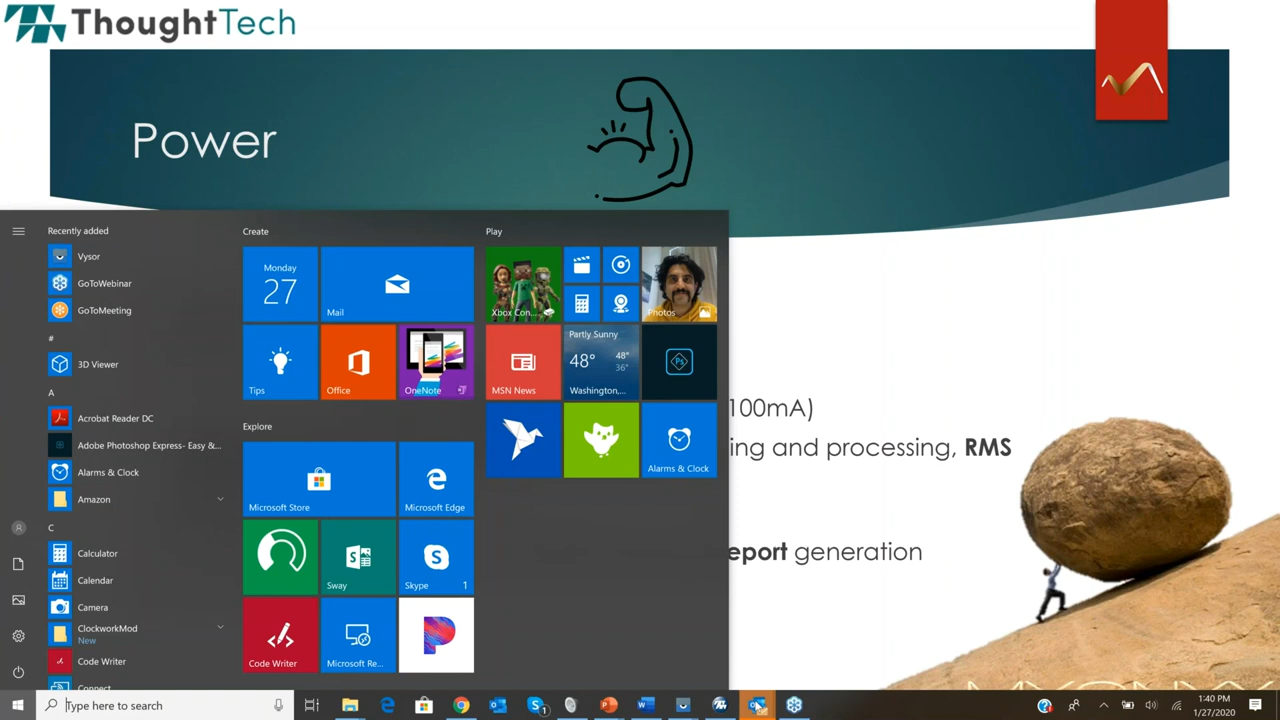 ThoughtTech
Power
100mA)
ing and processing, RMS
eport generation
Recently added
Vysor
GoToWebinar
GoToMeeting
#
3D Viewer
A
Acrobat Reader DC
Adobe Photoshop Express- Easy &...
Alarms & Clock
Amazon
C
Calculator
Calendar
Camera
ClockworkMod
New
Code Writer
Connect
Create
Monday
27
Mail
Tips
Office
OneNote
Explore
Microsoft Store
Microsoft Edge
Sway
Skype
1
Code Writer
Microsoft Re...
Play
Xbox Con...
Photos
MSN News
Partly Sunny
48°
48°
36°
Washington,...
Ps
Alarms & Clock
Type here to search
1
1:40 PM
1/27/2020